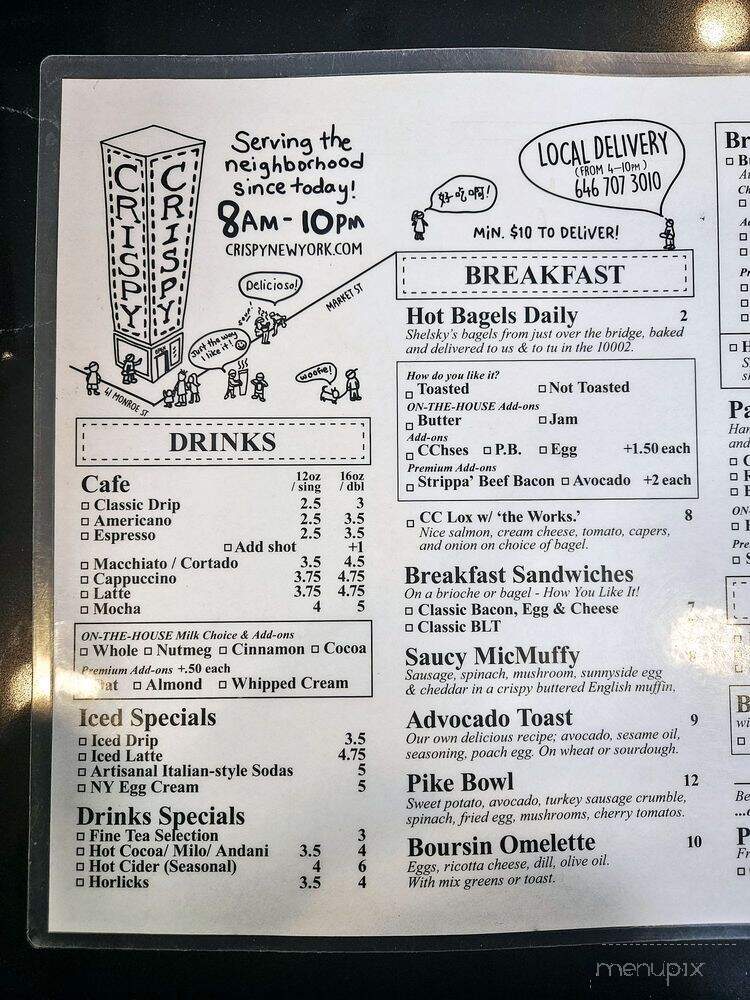 CRISPY
CRISPY
Serving the
neighborhood
since today!
8AM - 10PM
CRISPYNEWYORK.COM
Delicioso!
Just the way
I like it!
woofie!
41 MONROE ST
MARKET ST
好吃啊!
LOCAL DELIVERY
(FROM 4-10PM)
646 707 3010
MIN. $10 TO DELIVER!
DRINKS
Cafe 12oz / sing 16oz / dbl
Classic Drip 2.5 3
Americano 2.5 3.5
Espresso 2.5 3.5
Add shot +1
Macchiato / Cortado 3.5 4.5
Cappuccino 3.75 4.75
Latte 3.75 4.75
Mocha 4 5
ON-THE-HOUSE Milk Choice & Add-ons
Whole Nutmeg Cinnamon Cocoa
Premium Add-ons +.50 each
Almond Whipped Cream
Iced Specials
Iced Drip 3.5
Iced Latte 4.75
Artisanal Italian-style Sodas 5
NY Egg Cream 5
Drinks Specials
Fine Tea Selection 3
Hot Cocoa/ Milo/ Andani 3.5 4
Hot Cider (Seasonal) 4 6
Horlicks 3.5 4
BREAKFAST
Hot Bagels Daily 2
Shelsky's bagels from just over the bridge, baked
and delivered to us & to tu in the 10002.
How do you like it?
Toasted Not Toasted
ON-THE-HOUSE Add-ons
Butter Jam
Add-ons
CChses P.B. Egg +1.50 each
Premium Add-ons
Strippa' Beef Bacon Avocado +2 each
CC Lox w/ 'the Works.' 8
Nice salmon, cream cheese, tomato, capers,
and onion on choice of bagel.
Breakfast Sandwiches
On a brioche or bagel - How You Like It!
Classic Bacon, Egg & Cheese 7
Classic BLT
Saucy MicMuffy
Sausage, spinach, mushroom, sunnyside egg
& cheddar in a crispy buttered English muffin,
Advocado Toast 9
Our own delicious recipe; avocado, sesame oil,
seasoning, poach egg. On wheat or sourdough.
Pike Bowl 12
Sweet potato, avocado, turkey sausage crumble,
spinach, fried egg, mushrooms, cherry tomatos.
Boursin Omelette 10
Eggs, ricotta cheese, dill, olive oil.
With mix greens or toast.
menupix